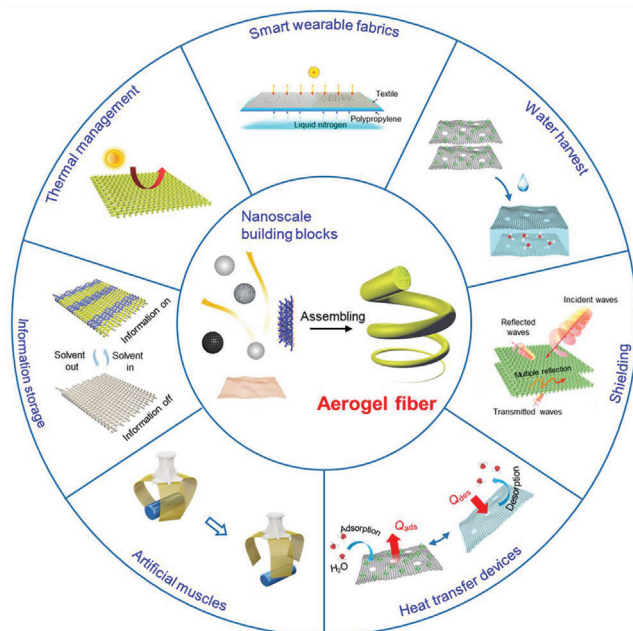 Smart wearable fabrics
Textile
Polypropylene
Liquid nitrogen
Water harvest
Incident waves
Reflected
waves
Multiple reflection
Transmitted waves
Shielding
Desorption
Qdes
Adsorption
Qads
H2O
Heat transfer devices
Artificial muscles
Information on
Solvent
out
Solvent
in
Information off
Information storage
Thermal management
Nanoscale
building blocks
Assembling
Aerogel fiber